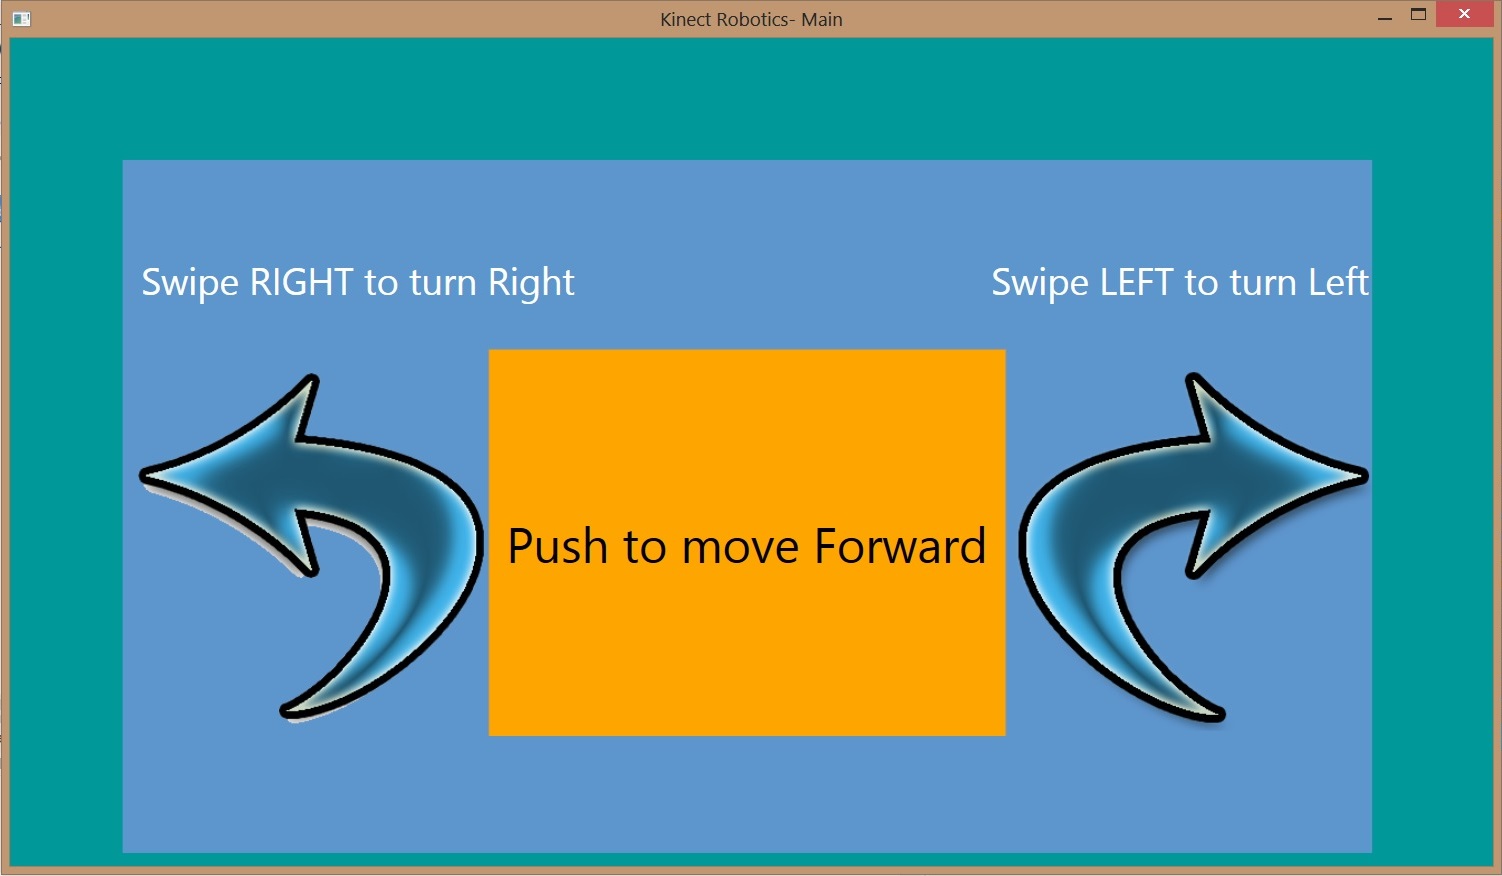 Kinect Robotics- Main
Swipe RIGHT to turn Right
Swipe LEFT to turn Left
Push to move Forward